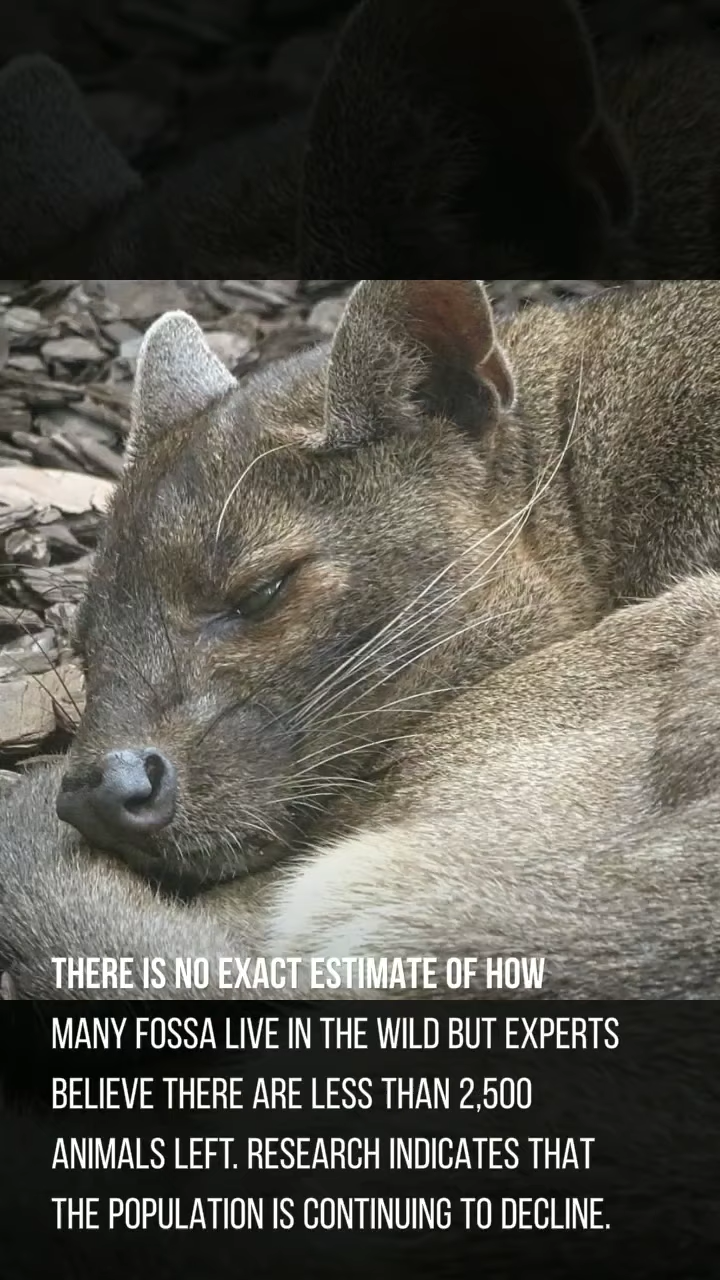 THERE IS NO EXACT ESTIMATE OF HOW
MANY FOSSA LIVE IN THE WILD BUT EXPERTS
BELIEVE THERE ARE LESS THAN 2,500
ANIMALS LEFT. RESEARCH INDICATES THAT
THE POPULATION IS CONTINUING TO DECLINE.